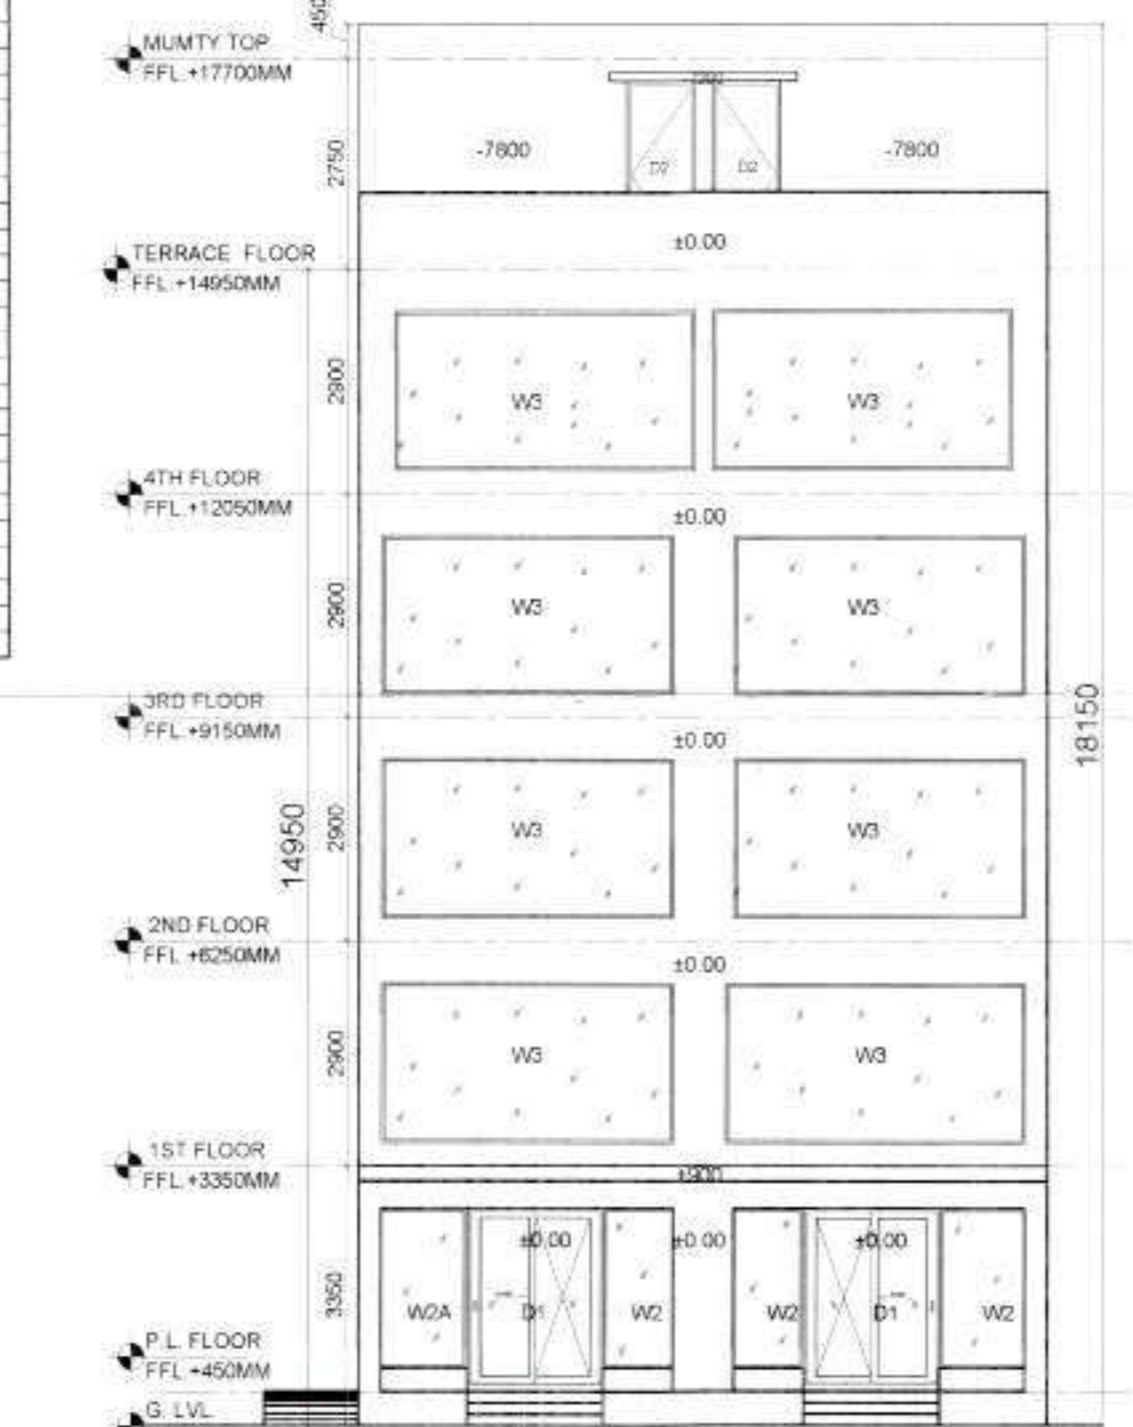 450
MUMTY TOP
FFL +17700MM
2750
-7800
-7800
D2
D2
TERRACE FLOOR
FFL +14950MM
±0.00
2900
W3
W3
4TH FLOOR
FFL +12050MM
±0.00
2900
W3
W3
3RD FLOOR
FFL +9150MM
±0.00
18150
14950
2900
W3
W3
2ND FLOOR
FFL +6250MM
±0.00
2900
W3
W3
1ST FLOOR
FFL +3350MM
±900
±0.00
±0.00
±0.00
3350
W2A
D1
W2
W2
D1
W2
P.L. FLOOR
FFL +450MM
G. LVL